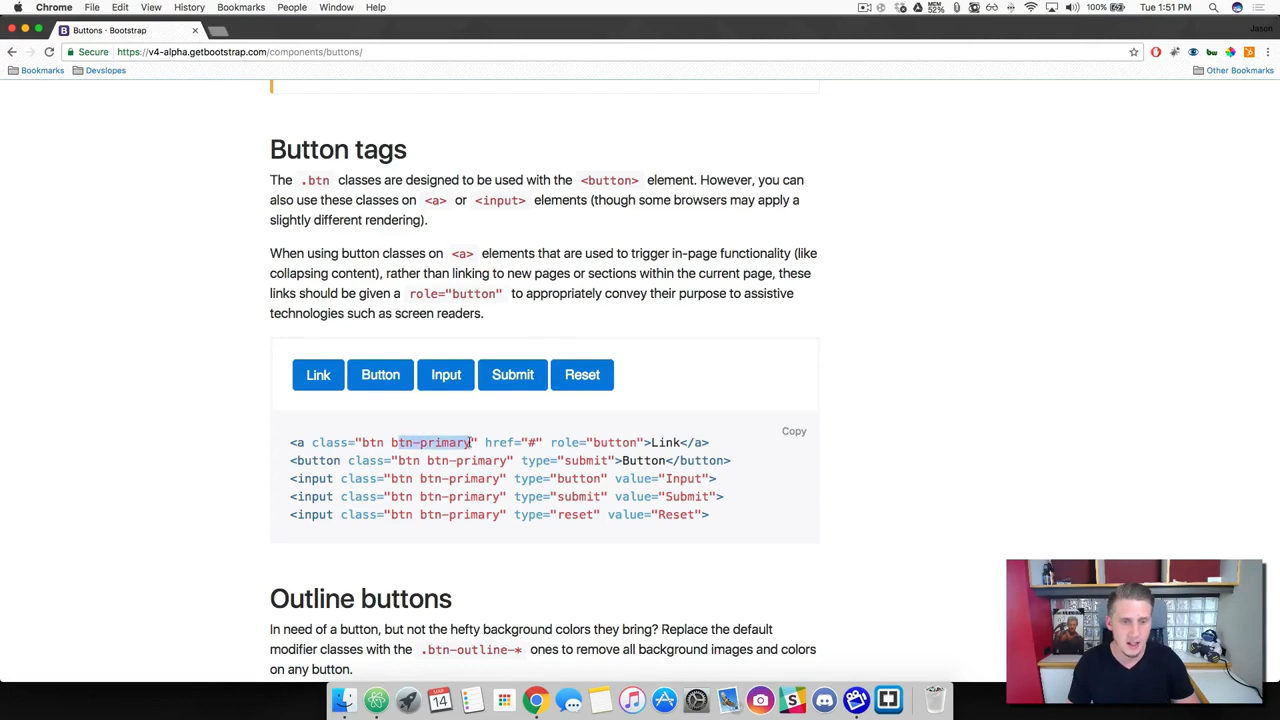 Chrome File Edit View History Bookmarks People Window Help
MEM 52% 100% Tue 1:51 PM
Buttons · Bootstrap
Jason
Secure https://v4-alpha.getbootstrap.com/components/buttons/
Bookmarks Devslopes Other Bookmarks
Button tags
The .btn classes are designed to be used with the <button> element. However, you can
also use these classes on <a> or <input> elements (though some browsers may apply a
slightly different rendering).
When using button classes on <a> elements that are used to trigger in-page functionality (like
collapsing content), rather than linking to new pages or sections within the current page, these
links should be given a role="button" to appropriately convey their purpose to assistive
technologies such as screen readers.
Link Button Input Submit Reset
Copy
<a class="btn btn-primary" href="#" role="button">Link</a>
<button class="btn btn-primary" type="submit">Button</button>
<input class="btn btn-primary" type="button" value="Input">
<input class="btn btn-primary" type="submit" value="Submit">
<input class="btn btn-primary" type="reset" value="Reset">
Outline buttons
In need of a button, but not the hefty background colors they bring? Replace the default
modifier classes with the .btn-outline-* ones to remove all background images and colors
on any button.